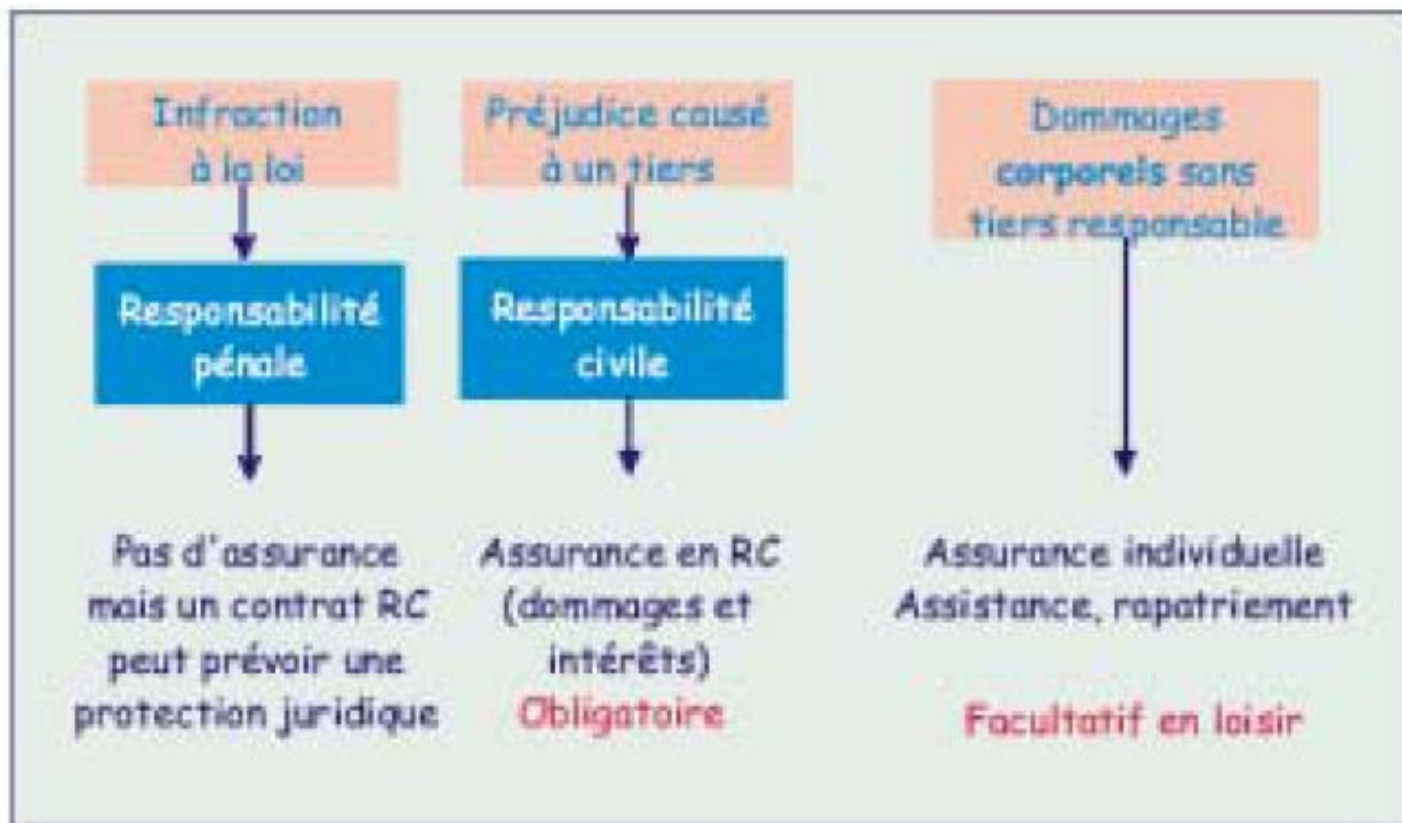 Infraction
à la loi
Préjudice causé
à un tiers
Dommages
corporels sans
tiers responsable
Responsabilité
pénale
Responsabilité
civile
Pas d'assurance
mais un contrat RC
peut prévoir une
protection juridique
Assurance en RC
(dommages et
intérêts)
Obligatoire
Assurance individuelle
Assistance, rapatriement
Facultatif en loisir